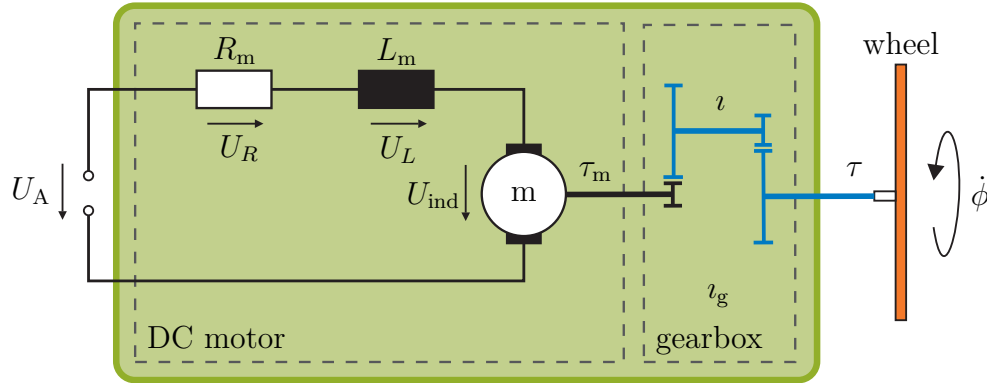 R_m
L_m
wheel
ı
U_R
U_L
τ_m
τ
U_A
U_ind
m
ϕ̇
ı_g
DC motor
gearbox